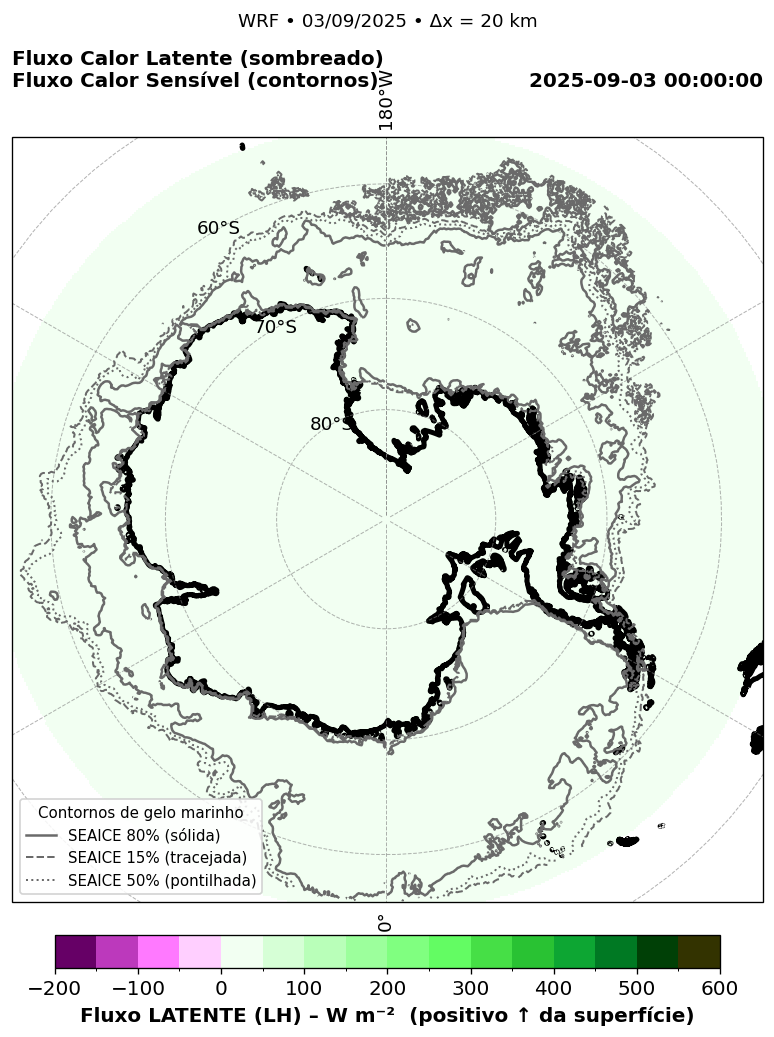 WRF • 03/09/2025 • Δx = 20 km
Fluxo Calor Latente (sombreado)
Fluxo Calor Sensível (contornos)
2025-09-03 00:00:00
180°W
60°S
70°S
80°S
Contornos de gelo marinho
SEAICE 80% (sólida)
SEAICE 15% (tracejada)
SEAICE 50% (pontilhada)
0°
−200 −100 0 100 200 300 400 500 600
Fluxo LATENTE (LH) – W m⁻² (positivo ↑ da superfície)